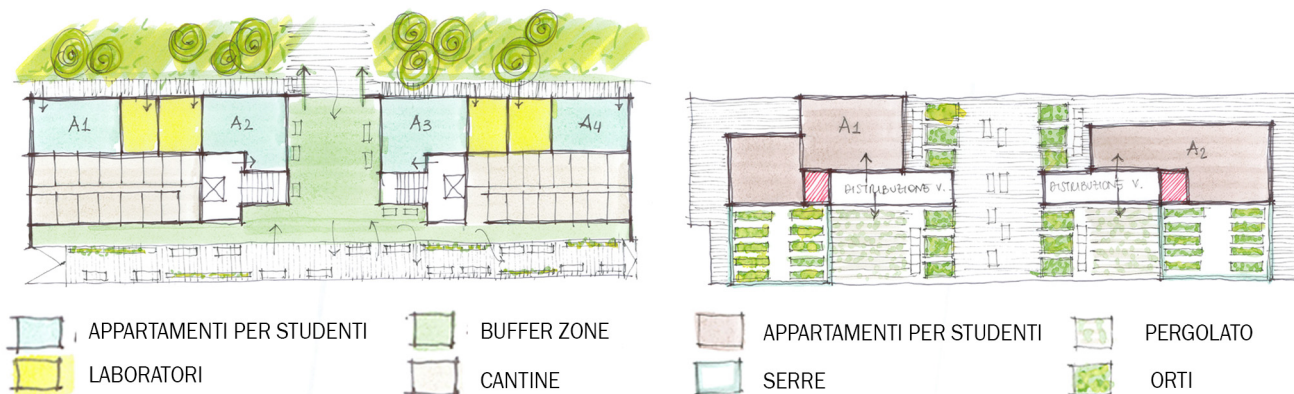 A1
A2
A3
A4
A1
A2
DISTRIBUZIONE V.
DISTRIBUZIONE V.
APPARTAMENTI PER STUDENTI
BUFFER ZONE
LABORATORI
CANTINE
APPARTAMENTI PER STUDENTI
PERGOLATO
SERRE
ORTI